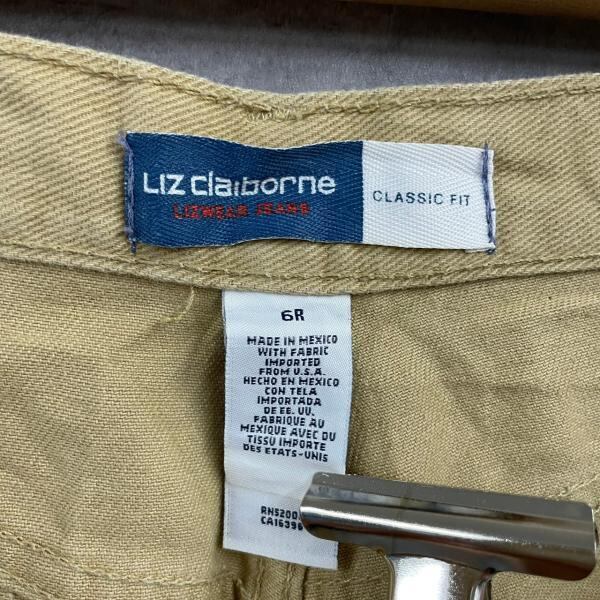 LIZ claiborne
LIZWEAR JEANS
CLASSIC FIT
6R
MADE IN MEXICO
WITH FABRIC
IMPORTED
FROM U.S.A.
HECHO EN MEXICO
CON TELA
IMPORTADA
DE EE. UU.
FABRIQUE AU
MEXIQUE AVEC DU
TISSU IMPORTE
DES ETATS-UNIS